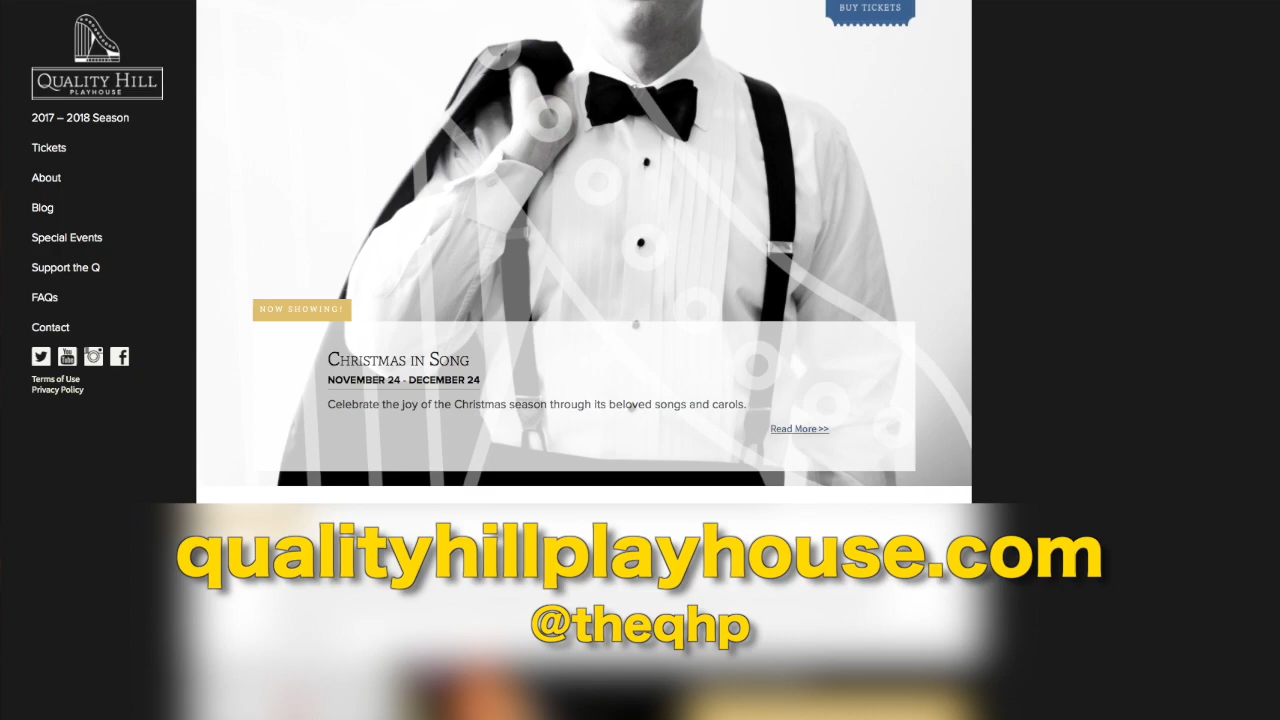 BUY TICKETS
QUALITY HILL
PLAYHOUSE
2017 – 2018 Season
Tickets
About
Blog
Special Events
Support the Q
FAQs
Contact
You
Tube
Terms of Use
Privacy Policy
NOW SHOWING!
CHRISTMAS IN SONG
NOVEMBER 24 - DECEMBER 24
Celebrate the joy of the Christmas season through its beloved songs and carols.
Read More >>
qualityhillplayhouse.com
@theqhp